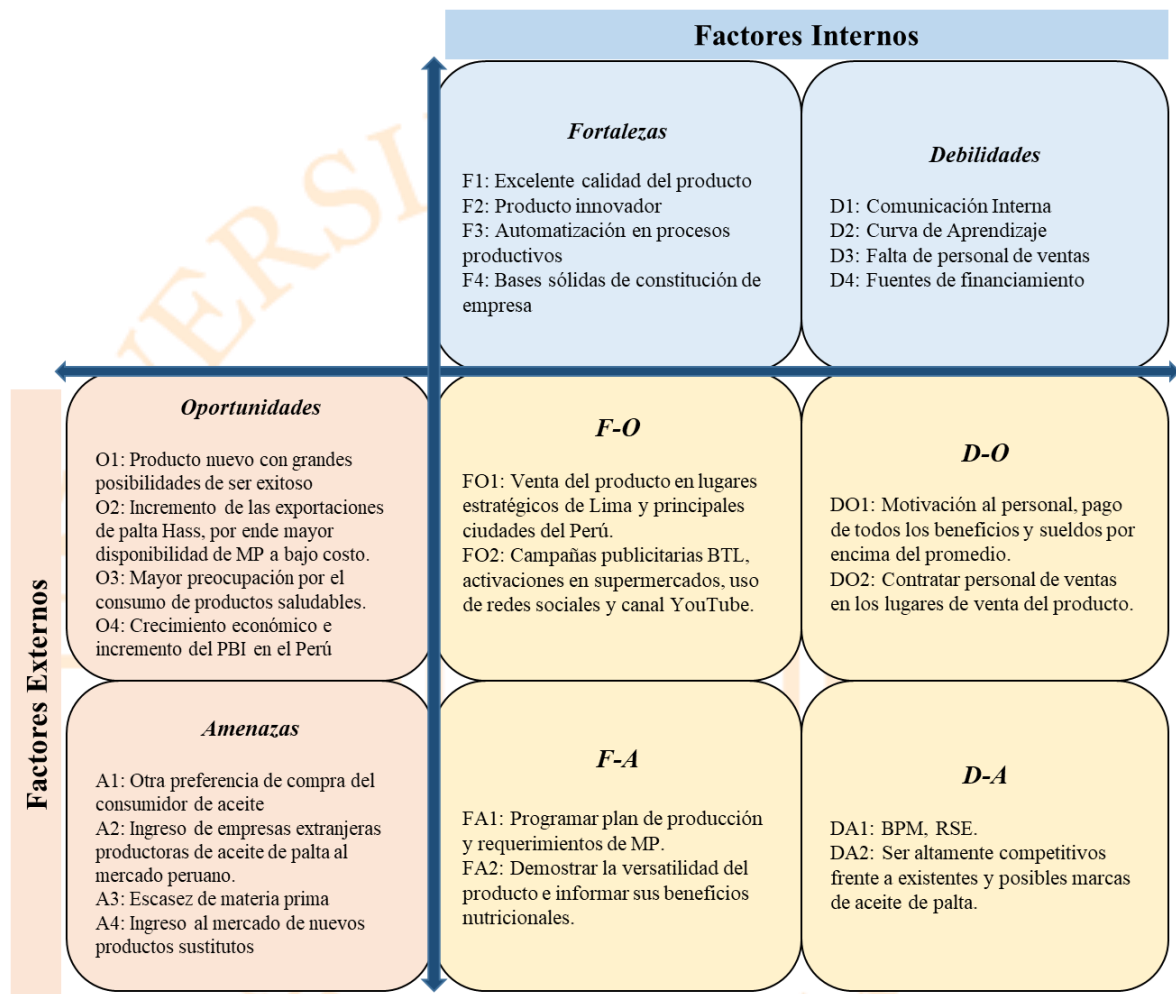 Factores Internos
Fortalezas
F1: Excelente calidad del producto
F2: Producto innovador
F3: Automatización en procesos
productivos
F4: Bases sólidas de constitución de
empresa
Debilidades
D1: Comunicación Interna
D2: Curva de Aprendizaje
D3: Falta de personal de ventas
D4: Fuentes de financiamiento
Factores Externos
Oportunidades
O1: Producto nuevo con grandes
posibilidades de ser exitoso
O2: Incremento de las exportaciones
de palta Hass, por ende mayor
disponibilidad de MP a bajo costo.
O3: Mayor preocupación por el
consumo de productos saludables.
O4: Crecimiento económico e
incremento del PBI en el Perú
F-O
FO1: Venta del producto en lugares
estratégicos de Lima y principales
ciudades del Perú.
FO2: Campañas publicitarias BTL,
activaciones en supermercados, uso
de redes sociales y canal YouTube.
D-O
DO1: Motivación al personal, pago
de todos los beneficios y sueldos por
encima del promedio.
DO2: Contratar personal de ventas
en los lugares de venta del producto.
Amenazas
A1: Otra preferencia de compra del
consumidor de aceite
A2: Ingreso de empresas extranjeras
productoras de aceite de palta al
mercado peruano.
A3: Escasez de materia prima
A4: Ingreso al mercado de nuevos
productos sustitutos
F-A
FA1: Programar plan de producción
y requerimientos de MP.
FA2: Demostrar la versatilidad del
producto e informar sus beneficios
nutricionales.
D-A
DA1: BPM, RSE.
DA2: Ser altamente competitivos
frente a existentes y posibles marcas
de aceite de palta.